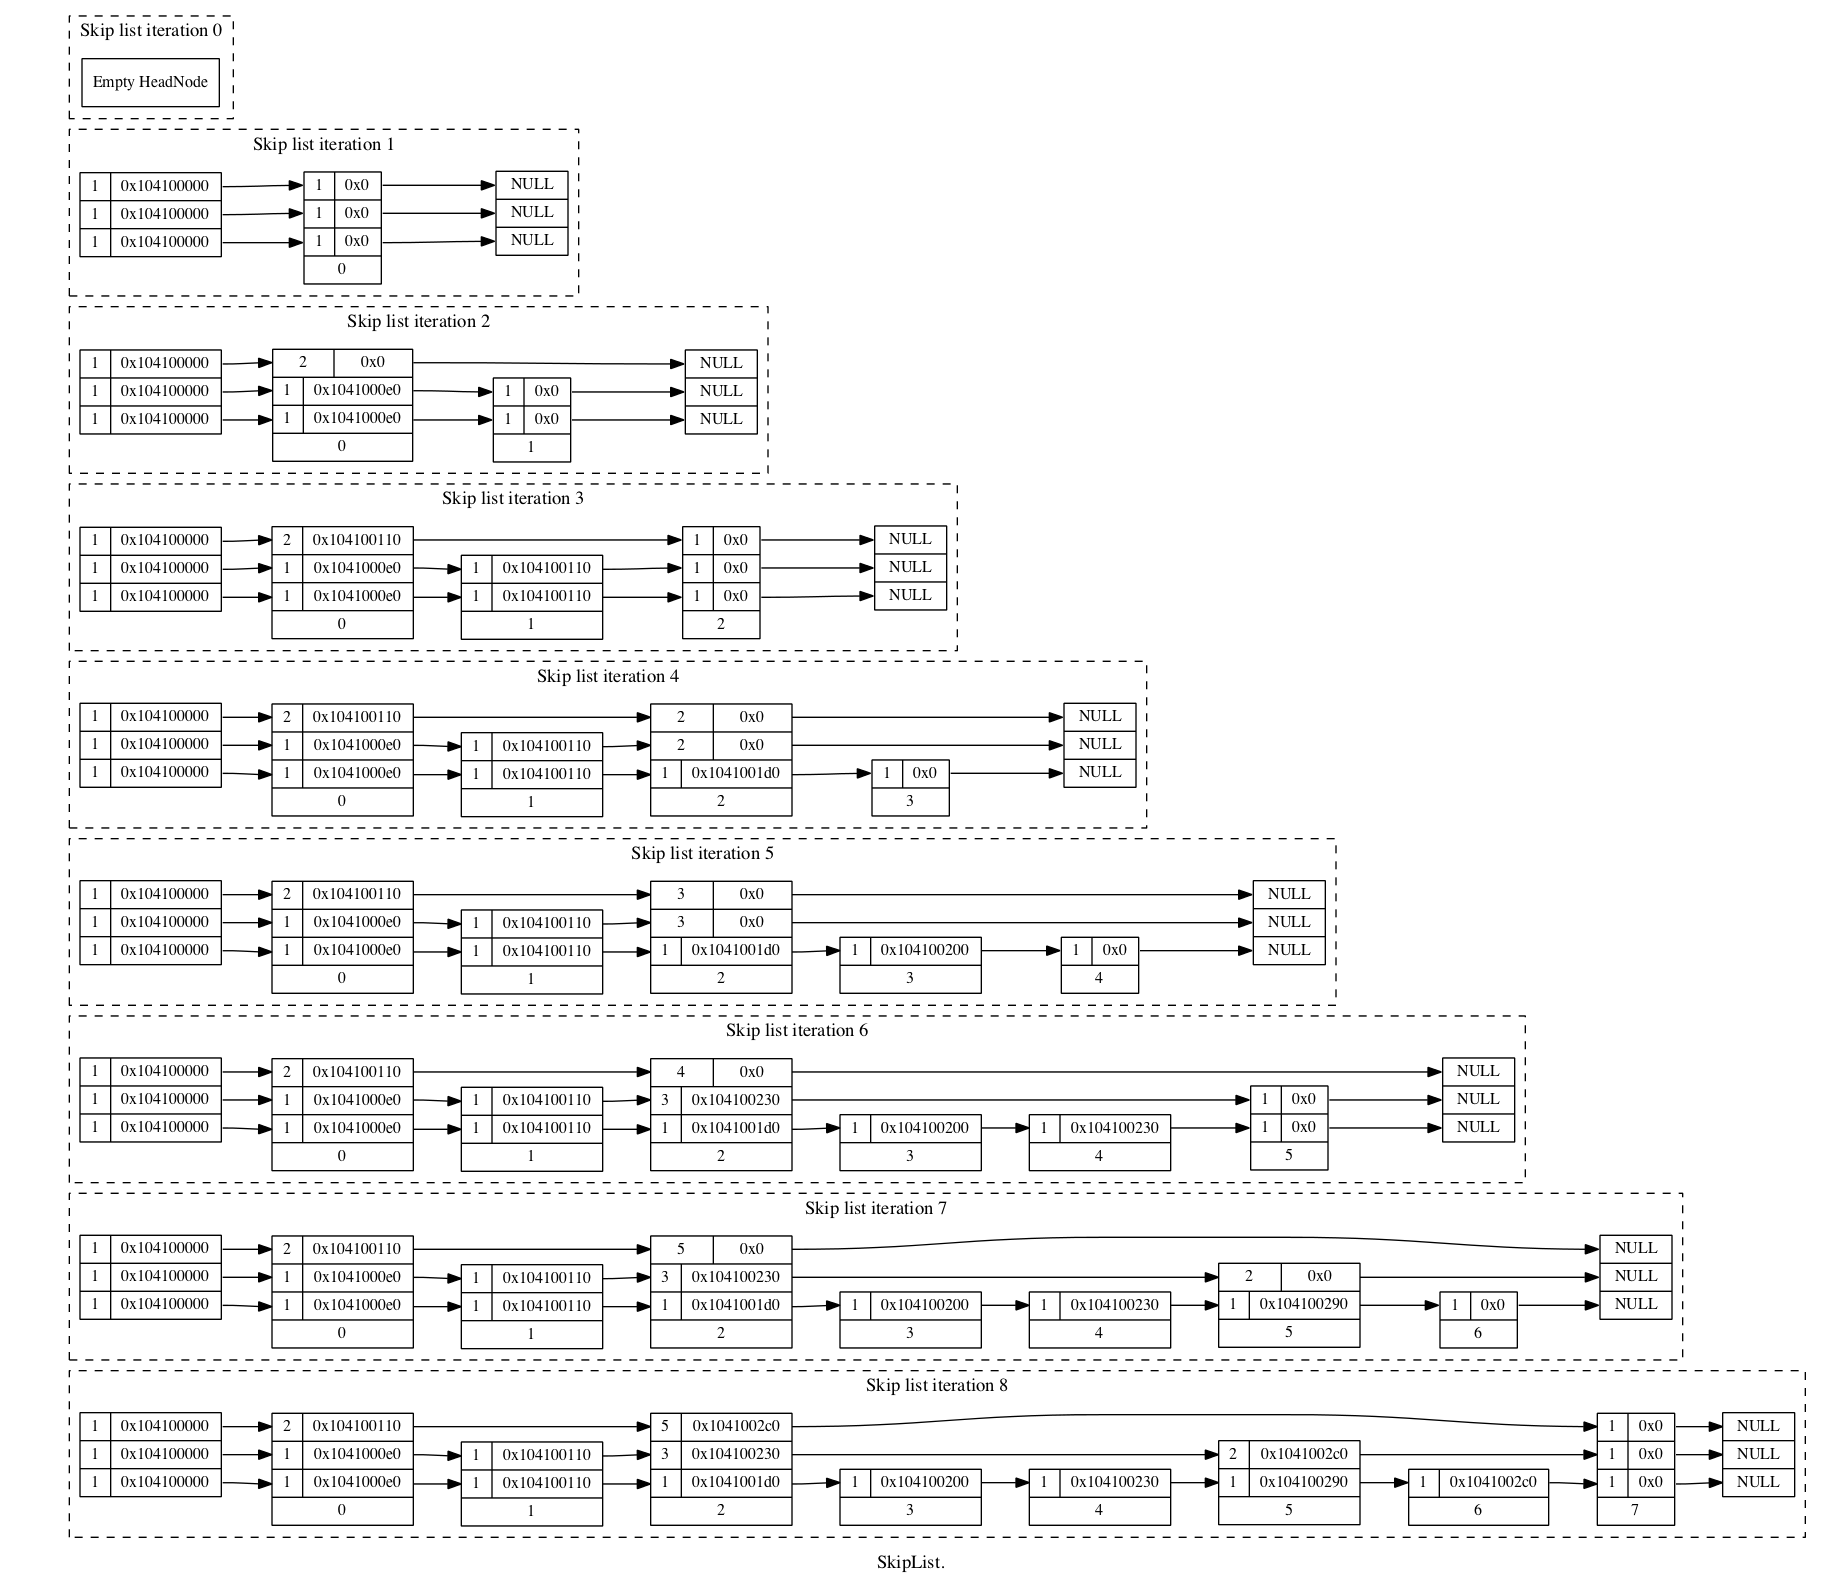 Skip list iteration 0
Empty HeadNode
Skip list iteration 1
1 0x104100000 1 0x0 NULL
1 0x104100000 1 0x0 NULL
1 0x104100000 1 0x0 NULL
0
Skip list iteration 2
1 0x104100000 2 0x0 NULL
1 0x104100000 1 0x1041000e0 1 0x0 NULL
1 0x104100000 1 0x1041000e0 1 0x0 NULL
0 1
Skip list iteration 3
1 0x104100000 2 0x104100110 1 0x0 NULL
1 0x104100000 1 0x1041000e0 1 0x104100110 1 0x0 NULL
1 0x104100000 1 0x1041000e0 1 0x104100110 1 0x0 NULL
0 1 2
Skip list iteration 4
1 0x104100000 2 0x104100110 2 0x0 NULL
1 0x104100000 1 0x1041000e0 1 0x104100110 2 0x0 NULL
1 0x104100000 1 0x1041000e0 1 0x104100110 1 0x1041001d0 1 0x0 NULL
0 1 2 3
Skip list iteration 5
1 0x104100000 2 0x104100110 3 0x0 NULL
1 0x104100000 1 0x1041000e0 1 0x104100110 3 0x0 NULL
1 0x104100000 1 0x1041000e0 1 0x104100110 1 0x1041001d0 1 0x104100200 1 0x0 NULL
0 1 2 3 4
Skip list iteration 6
1 0x104100000 2 0x104100110 4 0x0 NULL
1 0x104100000 1 0x1041000e0 1 0x104100110 3 0x104100230 1 0x0 NULL
1 0x104100000 1 0x1041000e0 1 0x104100110 1 0x1041001d0 1 0x104100200 1 0x104100230 1 0x0 NULL
0 1 2 3 4 5
Skip list iteration 7
1 0x104100000 2 0x104100110 5 0x0 NULL
1 0x104100000 1 0x1041000e0 1 0x104100110 3 0x104100230 2 0x0 NULL
1 0x104100000 1 0x1041000e0 1 0x104100110 1 0x1041001d0 1 0x104100200 1 0x104100230 1 0x104100290 1 0x0 NULL
0 1 2 3 4 5 6
Skip list iteration 8
1 0x104100000 2 0x104100110 5 0x1041002c0 1 0x0 NULL
1 0x104100000 1 0x1041000e0 1 0x104100110 3 0x104100230 2 0x1041002c0 1 0x0 NULL
1 0x104100000 1 0x1041000e0 1 0x104100110 1 0x1041001d0 1 0x104100200 1 0x104100230 1 0x104100290 1 0x1041002c0 1 0x0 NULL
0 1 2 3 4 5 6 7
SkipList.